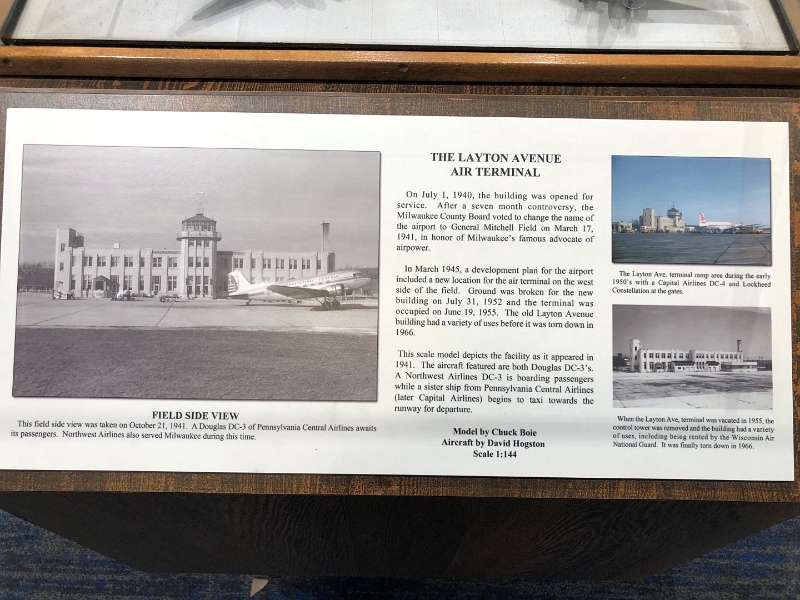 THE LAYTON AVENUE
AIR TERMINAL
On July 1, 1940, the building was opened for
service. After a seven month controversy, the
Milwaukee County Board voted to change the name of
the airport to General Mitchell Field on March 17,
1941, in honor of Milwaukee's famous advocate of
airpower.
In March 1945, a development plan for the airport
included a new location for the air terminal on the west
side of the field. Ground was broken for the new
building on July 31, 1952 and the terminal was
occupied on June 19, 1955. The old Layton Avenue
building had a variety of uses before it was torn down in
1966.
This scale model depicts the facility as it appeared in
1941. The aircraft featured are both Douglas DC-3's.
A Northwest Airlines DC-3 is boarding passengers
while a sister ship from Pennsylvania Central Airlines
(later Capital Airlines) begins to taxi towards the
runway for departure.
Model by Chuck Boie
Aircraft by David Hogston
Scale 1:144
FIELD SIDE VIEW
This field side view was taken on October 21, 1941. A Douglas DC-3 of Pennsylvania Central Airlines awaits
its passengers. Northwest Airlines also served Milwaukee during this time.
The Layton Ave. terminal ramp area during the early
1950's with a Capital Airlines DC-4 and Lockheed
Constellation at the gates.
When the Layton Ave, terminal was vacated in 1955, the
control tower was removed and the building had a variety
of uses, including being rented by the Wisconsin Air
National Guard. It was finally torn down in 1966.